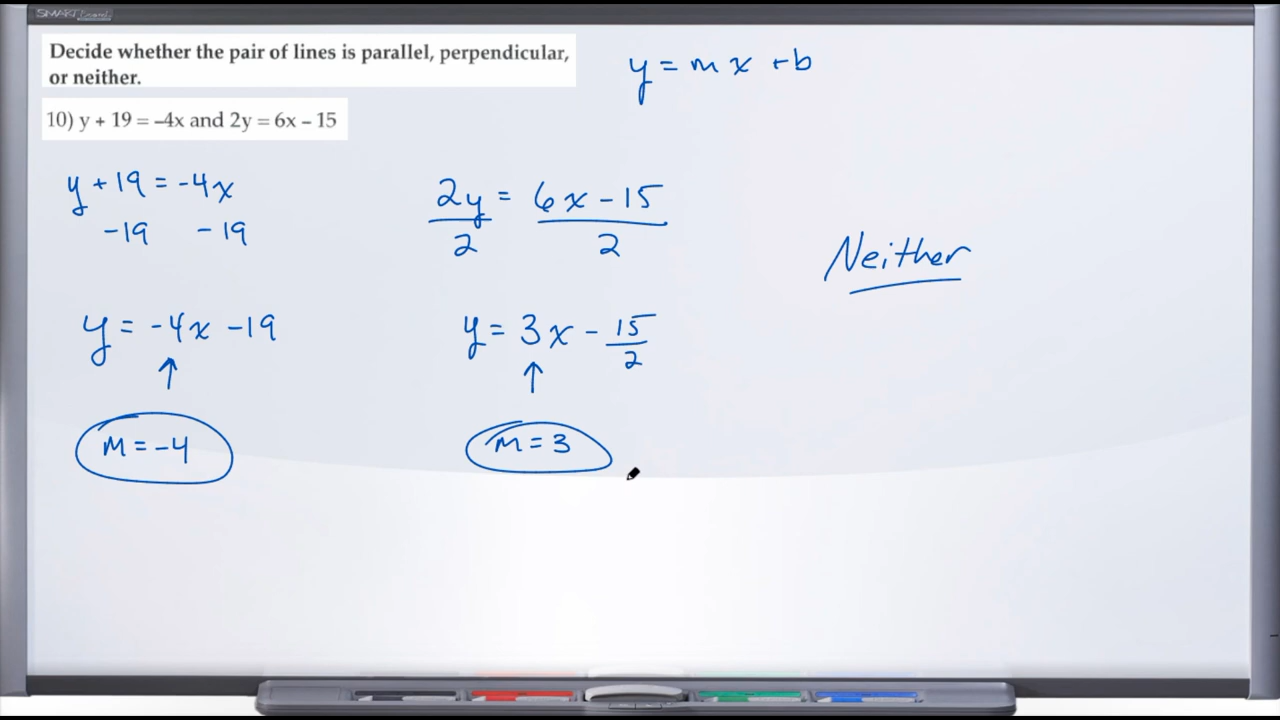 SMART
Decide whether the pair of lines is parallel, perpendicular,
or neither.
y = mx + b
10) y + 19 = –4x and 2y = 6x – 15
y + 19 = -4x
-19 -19
y = -4x - 19
m = -4
2y = 6x - 15
2 2
y = 3x - 15/2
m = 3
Neither